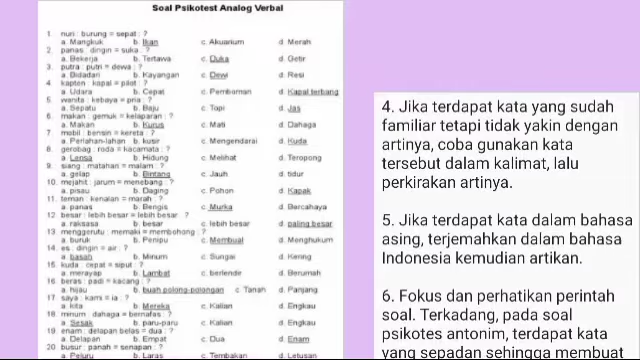 Soal Psikotest Analog Verbal
1. nuri : burung = sepat : ?
a. Mangkuk b. Ikan c. Akuarium d. Merah
2. panas : dingin = suka : ?
a. Bekerja b. Tertawa c. Duka d. Getir
3. putra : putri = dewa : ?
a. Bidadari b. Kayangan c. Dewi d. Resi
4. kapten : kapal = pilot : ?
a. Udara b. Cepat c. Pemboman d. Kapal terbang
5. wanita : kebaya = pria : ?
a. Sepatu b. Baju c. Topi d. Jas
6. makan : gemuk = kelaparan : ?
a. Makan b. Kurus c. Mati d. Dahaga
7. mobil : bensin = kereta : ?
a. Perlahan-lahan b. kusir c. Mengendarai d. Kuda
8. gerobag : roda = kacamata : ?
a. Lensa b. Hidung c. Melihat d. Teropong
9. siang : matahari = malam : ?
a. gelap b. Bintang c. Jauh d. tidur
10. menjahit : jarum = menebang : ?
a. pisau b. Daging c. Pohon d. Kapak
11. teman : kenalan = marah : ?
a. panas b. Bengis c. Murka d. Bercahaya
12. besar : lebih besar = lebih besar : ?
a. raksasa b. besar c. lebih besar d. paling besar
13. menggerutu : memaki = membohong : ?
a. buruk b. Penipu c. Membual d. Menghukum
14. es : dingin = air : ?
a. basah b. Minum c. Sungai d. Kering
15. kuda : cepat = siput : ?
a. merayap b. Lambat c. berlende d. Berumah
16. beras : padi = kacang : ?
a. hijau b. buah polong-polongan c. Tanah d. Panjang
17. saya : kami = ia : ?
a. kita b. Mereka c. Kalian d. Engkau
18. minum : dahaga = bernafas : ?
a. Sesak b. paru-paru c. Kalian d. Engkau
19. enam : delapan belas = dua : ?
a. Delapan b. Empat c. Dua d. Enam
20. busur : panah = senapan : ?
a. Peluru b. Laras c. Tembakan d. Letusan
4. Jika terdapat kata yang sudah
familiar tetapi tidak yakin dengan
artinya, coba gunakan kata
tersebut dalam kalimat, lalu
perkirakan artinya.
5. Jika terdapat kata dalam bahasa
asing, terjemahkan dalam bahasa
Indonesia kemudian artikan.
6. Fokus dan perhatikan perintah
soal. Terkadang, pada soal
psikotes antonim, terdapat kata
yang sepadan sehingga membuat